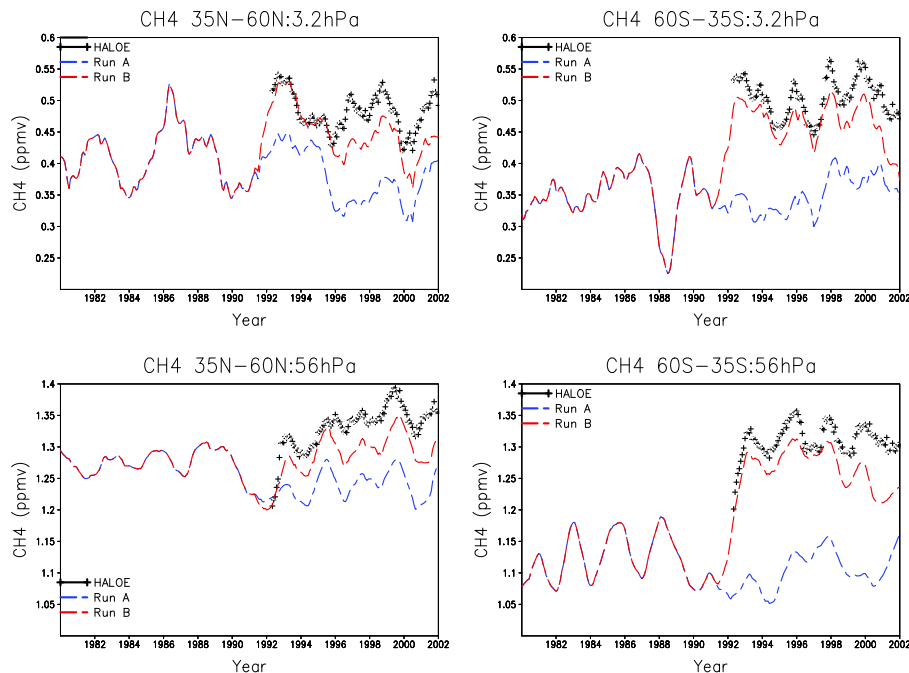 CH4 35N−60N:3.2hPa
0.6
0.55
0.5
0.45
0.4
0.35
0.3
0.25
CH4 (ppmv)
HALOE
Run A
Run B
1982 1984 1986 1988 1990 1992 1994 1996 1998 2000 2002
Year
CH4 60S−35S:3.2hPa
0.6
0.55
0.5
0.45
0.4
0.35
0.3
0.25
CH4 (ppmv)
HALOE
Run A
Run B
1982 1984 1986 1988 1990 1992 1994 1996 1998 2000 2002
Year
CH4 35N−60N:56hPa
1.4
1.35
1.3
1.25
1.2
1.15
1.1
1.05
CH4 (ppmv)
HALOE
Run A
Run B
1982 1984 1986 1988 1990 1992 1994 1996 1998 2000 2002
Year
CH4 60S−35S:56hPa
1.4
1.35
1.3
1.25
1.2
1.15
1.1
1.05
CH4 (ppmv)
HALOE
Run A
Run B
1982 1984 1986 1988 1990 1992 1994 1996 1998 2000 2002
Year